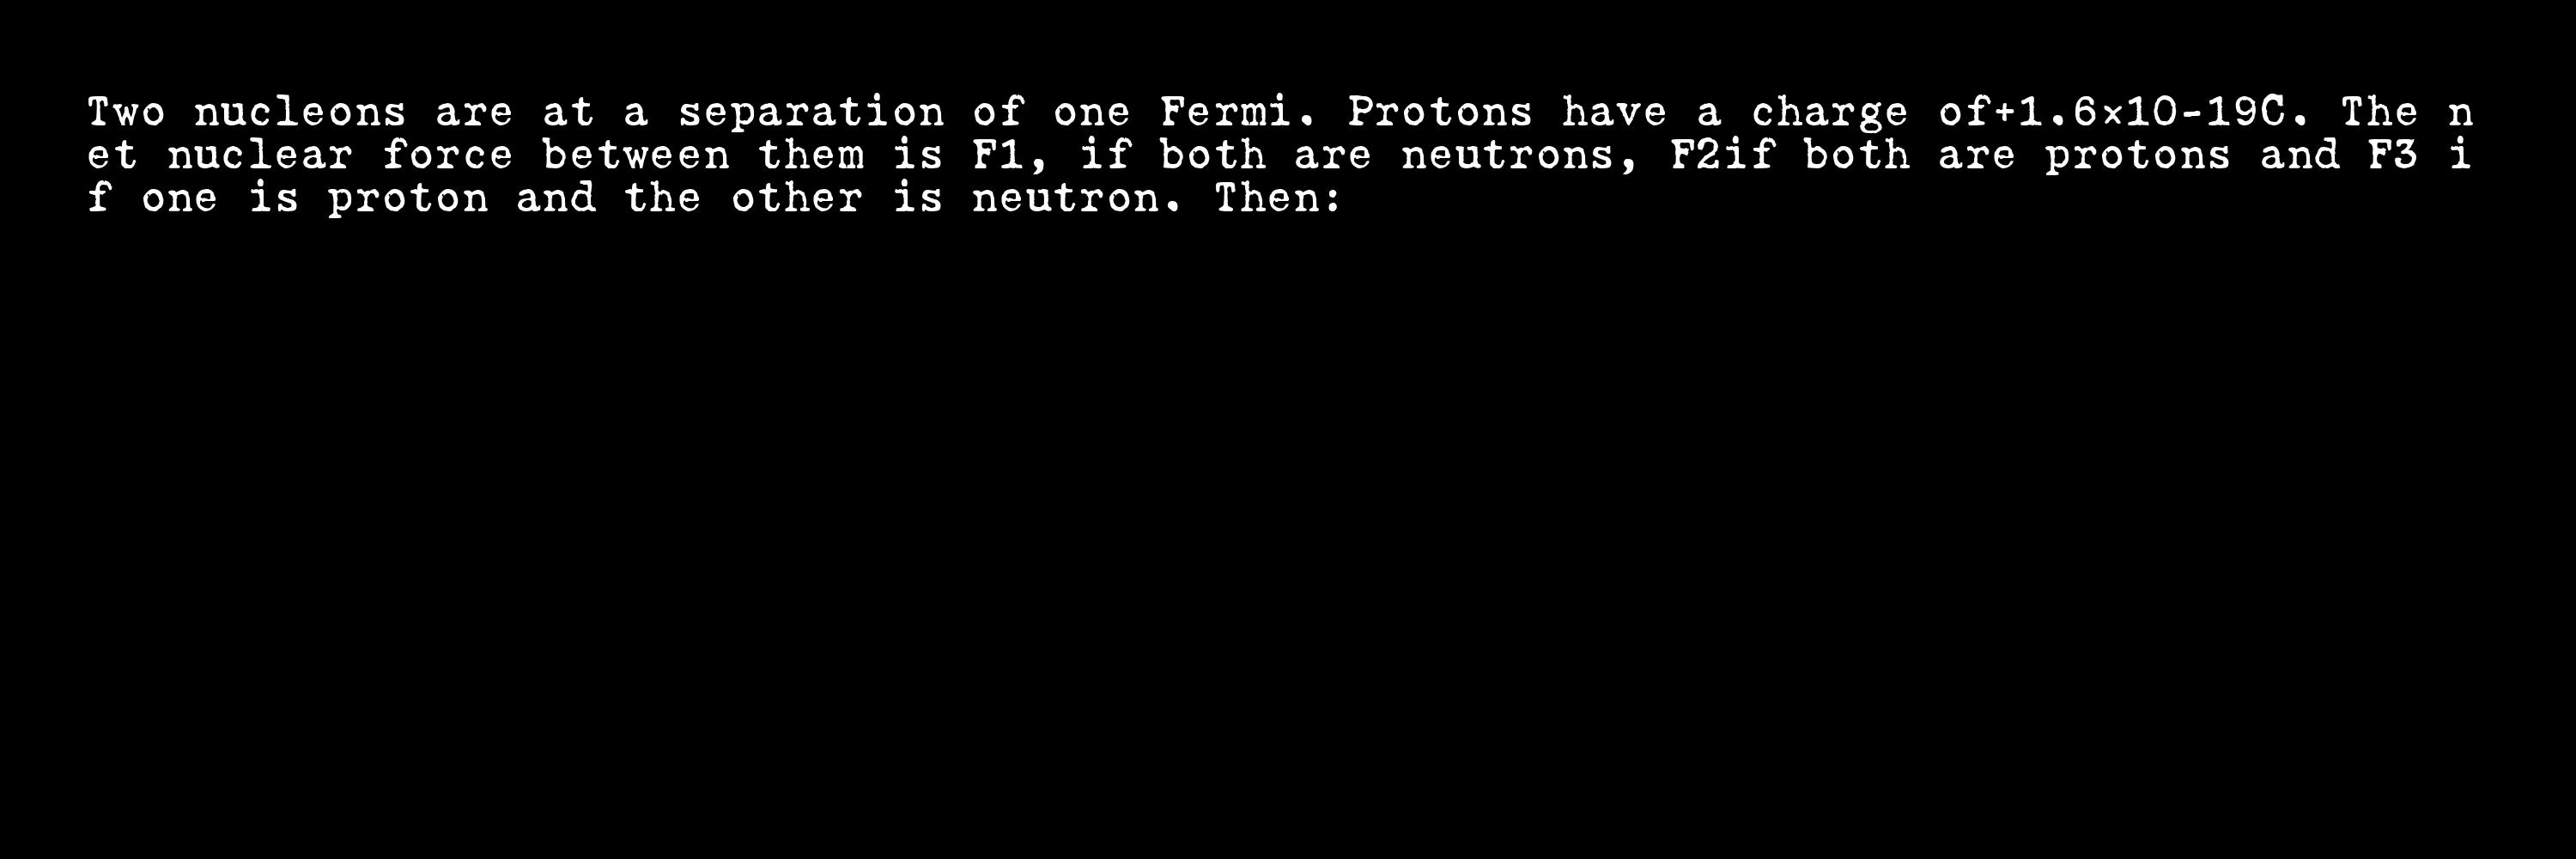 Two nucleons are at a separation of one Fermi. Protons have a charge of+1.6×10-19C. The n
et nuclear force between them is F1, if both are neutrons, F2if both are protons and F3 i
f one is proton and the other is neutron. Then: